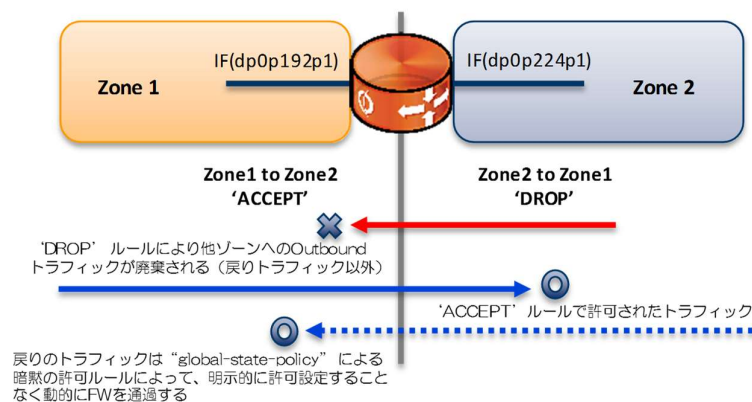 IF(dp0p192p1)
IF(dp0p224p1)
Zone 1
Zone 2
Zone1 to Zone2
‘ACCEPT’
Zone2 to Zone1
‘DROP’
‘DROP’ ルールにより他ゾーンへのOutbound
トラフィックが廃棄される（戻りトラフィック以外）
‘ACCEPT’ ルールで許可されたトラフィック
戻りのトラフィックは“global-state-policy” による
暗黙の許可ルールによって、明示的に許可設定すること
なく動的にFWを通過する